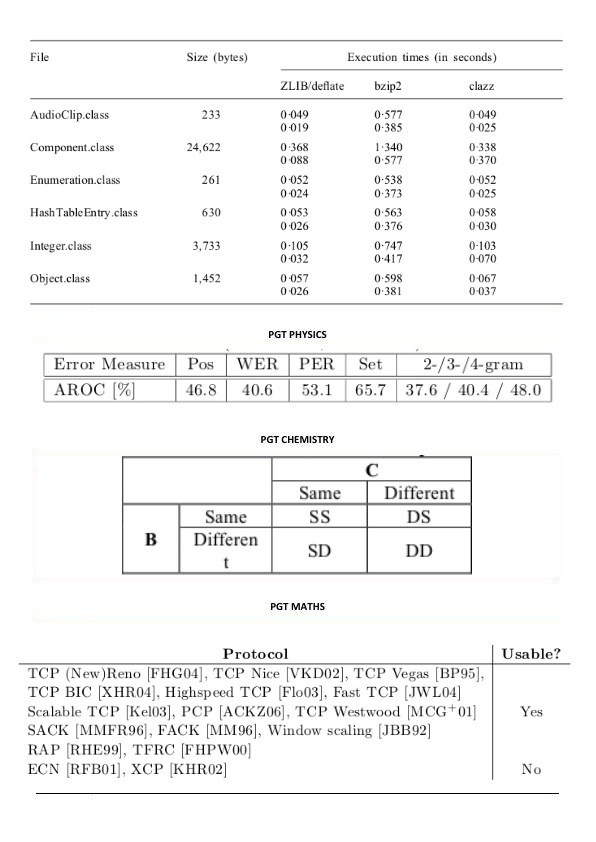 File Size (bytes) Execution times (in seconds)
ZLIB/deflate bzip2 clazz
AudioClip.class 233 0·049 0·577 0·049
0·019 0·385 0·025
Component.class 24,622 0·368 1·340 0·338
0·088 0·577 0·370
Enumeration.class 261 0·052 0·538 0·052
0·024 0·373 0·025
HashTableEntry.class 630 0·053 0·563 0·058
0·026 0·376 0·030
Integer.class 3,733 0·105 0·747 0·103
0·032 0·417 0·070
Object.class 1,452 0·057 0·598 0·067
0·026 0·381 0·037
PGT PHYSICS
Error Measure Pos WER PER Set 2-/3-/4-gram
AROC [%] 46.8 40.6 53.1 65.7 37.6 / 40.4 / 48.0
PGT CHEMISTRY
C
Same Different
B Same SS DS
Differen SD DD
t
PGT MATHS
Protocol Usable?
TCP (New)Reno [FHG04], TCP Nice [VKD02], TCP Vegas [BP95],
TCP BIC [XHR04], Highspeed TCP [Flo03], Fast TCP [JWL04]
Scalable TCP [Kel03], PCP [ACKZ06], TCP Westwood [MCG+01] Yes
SACK [MMFR96], FACK [MM96], Window scaling [JBB92]
RAP [RHE99], TFRC [FHPW00]
ECN [RFB01], XCP [KHR02] No